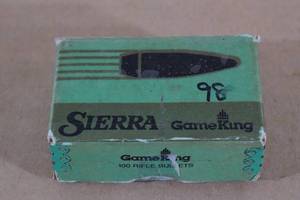 98
SIERRA GameKing
GameKing
100 RIFLE BULLETS